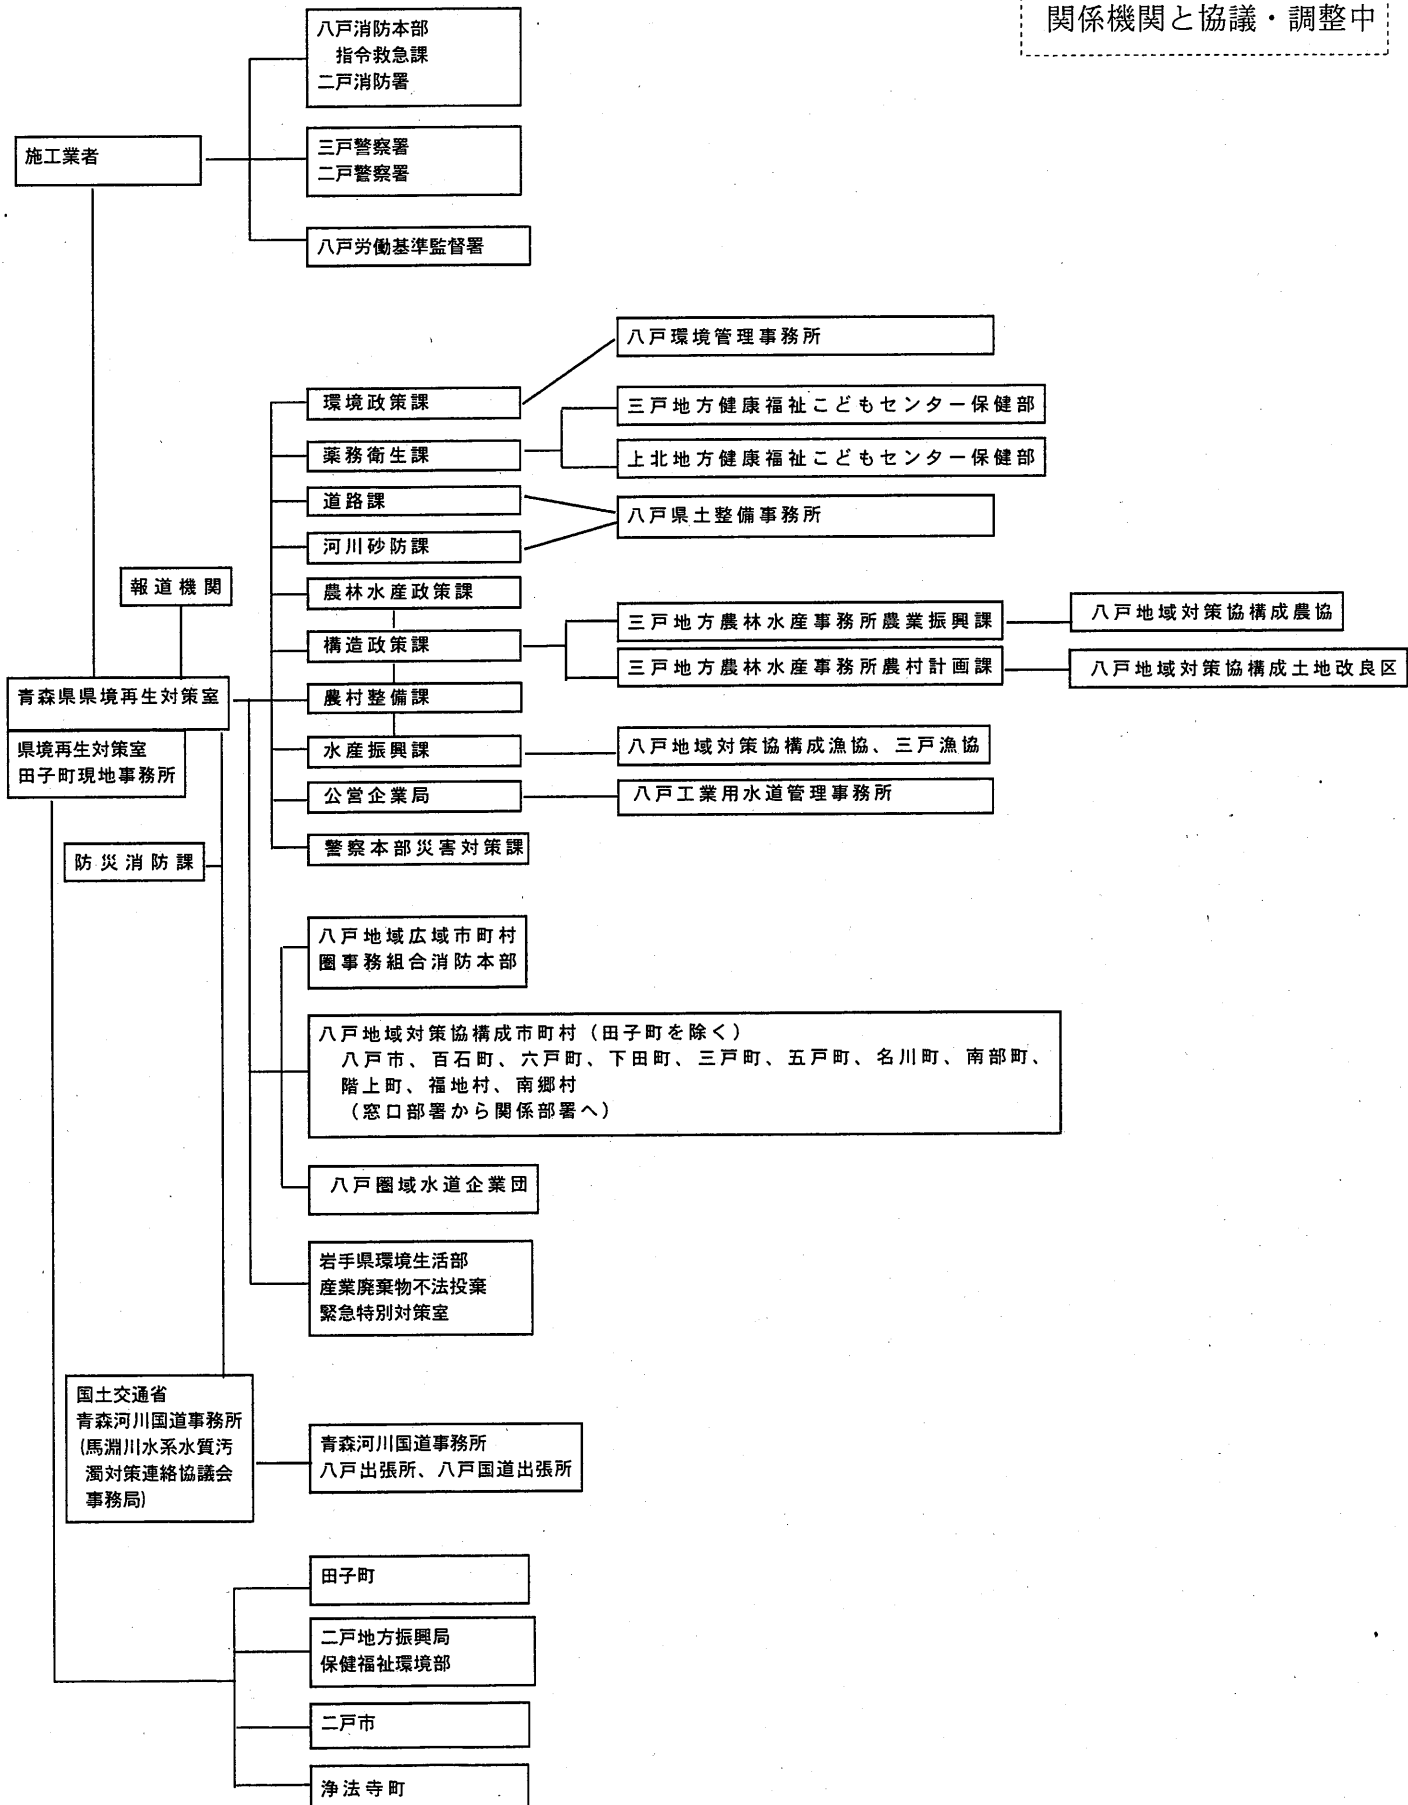 関係機関と協議・調整中
八戸消防本部
指令救急課
二戸消防署
施工業者
三戸警察署
二戸警察署
八戸労働基準監督署
八戸環境管理事務所
環境政策課
三戸地方健康福祉こどもセンター保健部
薬務衛生課
上北地方健康福祉こどもセンター保健部
道路課
八戸県土整備事務所
河川砂防課
報道機関
農林水産政策課
三戸地方農林水産事務所農業振興課
八戸地域対策協構成農協
構造政策課
三戸地方農林水産事務所農村計画課
八戸地域対策協構成土地改良区
青森県県境再生対策室
農村整備課
県境再生対策室
田子町現地事務所
水産振興課
八戸地域対策協構成漁協、三戸漁協
公営企業局
八戸工業用水道管理事務所
警察本部災害対策課
防災消防課
八戸地域広域市町村
圏事務組合消防本部
八戸地域対策協構成市町村（田子町を除く）
八戸市、百石町、六戸町、下田町、三戸町、五戸町、名川町、南部町、
階上町、福地村、南郷村
（窓口部署から関係部署へ）
八戸圏域水道企業団
岩手県環境生活部
産業廃棄物不法投棄
緊急特別対策室
国土交通省
青森河川国道事務所
(馬淵川水系水質汚
濁対策連絡協議会
事務局)
青森河川国道事務所
八戸出張所、八戸国道出張所
田子町
二戸地方振興局
保健福祉環境部
二戸市
浄法寺町